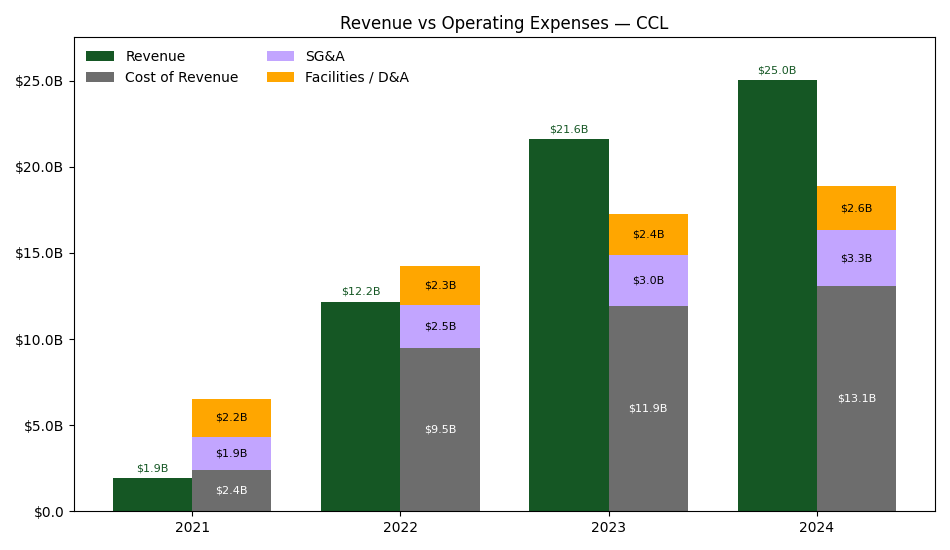 Revenue vs Operating Expenses — CCL
Revenue
Cost of Revenue
SG&A
Facilities / D&A
$25.0B
$20.0B
$15.0B
$10.0B
$5.0B
$0.0
$1.9B
$2.2B
$1.9B
$2.4B
$12.2B
$2.3B
$2.5B
$9.5B
$21.6B
$2.4B
$3.0B
$11.9B
$25.0B
$2.6B
$3.3B
$13.1B
2021
2022
2023
2024